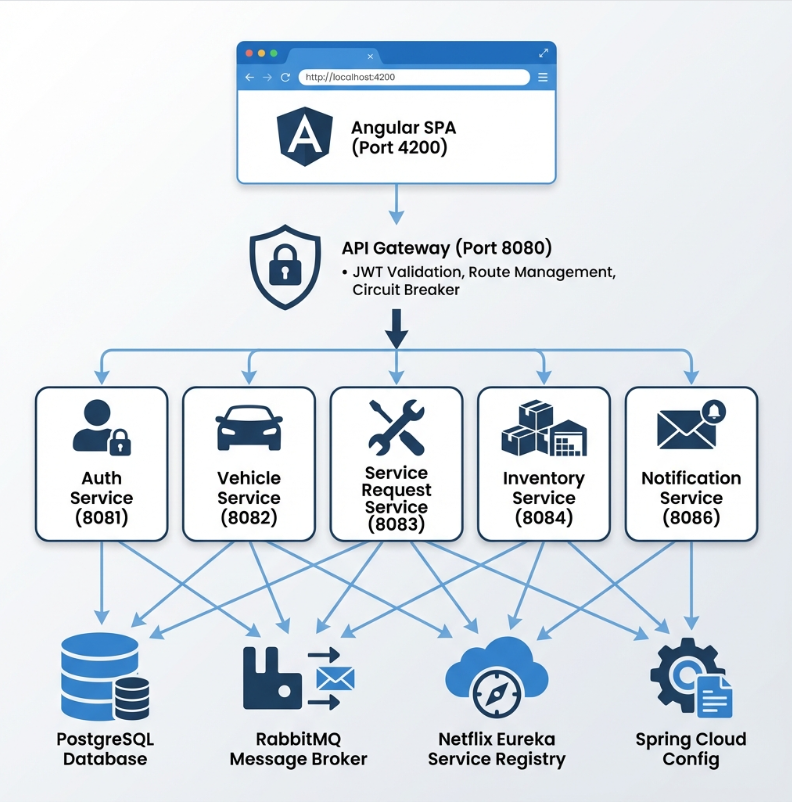 http://localhost:4200
Angular SPA
(Port 4200)
API Gateway (Port 8080)
• JWT Validation, Route Management,
Circuit Breaker
Auth
Service
(8081)
Vehicle
Service
(8082)
Service
Request
Service
(8083)
Inventory
Service
(8084)
Notification
Service
(8086)
PostgreSQL
Database
RabbitMQ
Message Broker
Netflix Eureka
Service Registry
Spring Cloud
Config